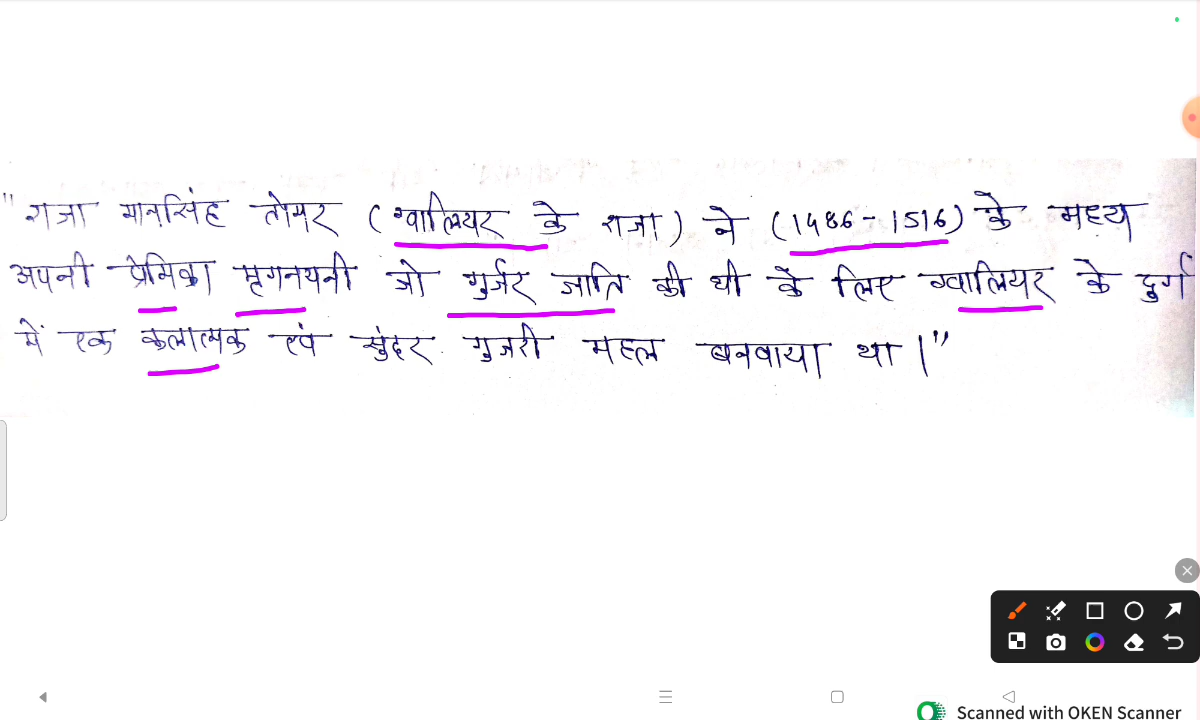 "राजा मानसिंह तोमर (ग्वालियर के राजा) ने (1486-1516) के मध्य
अपनी प्रेमिका मृगनयनी जो गुर्जर जाति की थी के लिए ग्वालियर के दुर्ग
में एक कलात्मक एवं सुंदर गुजरी महल बनवाया था।"
Scanned with OKEN Scanner